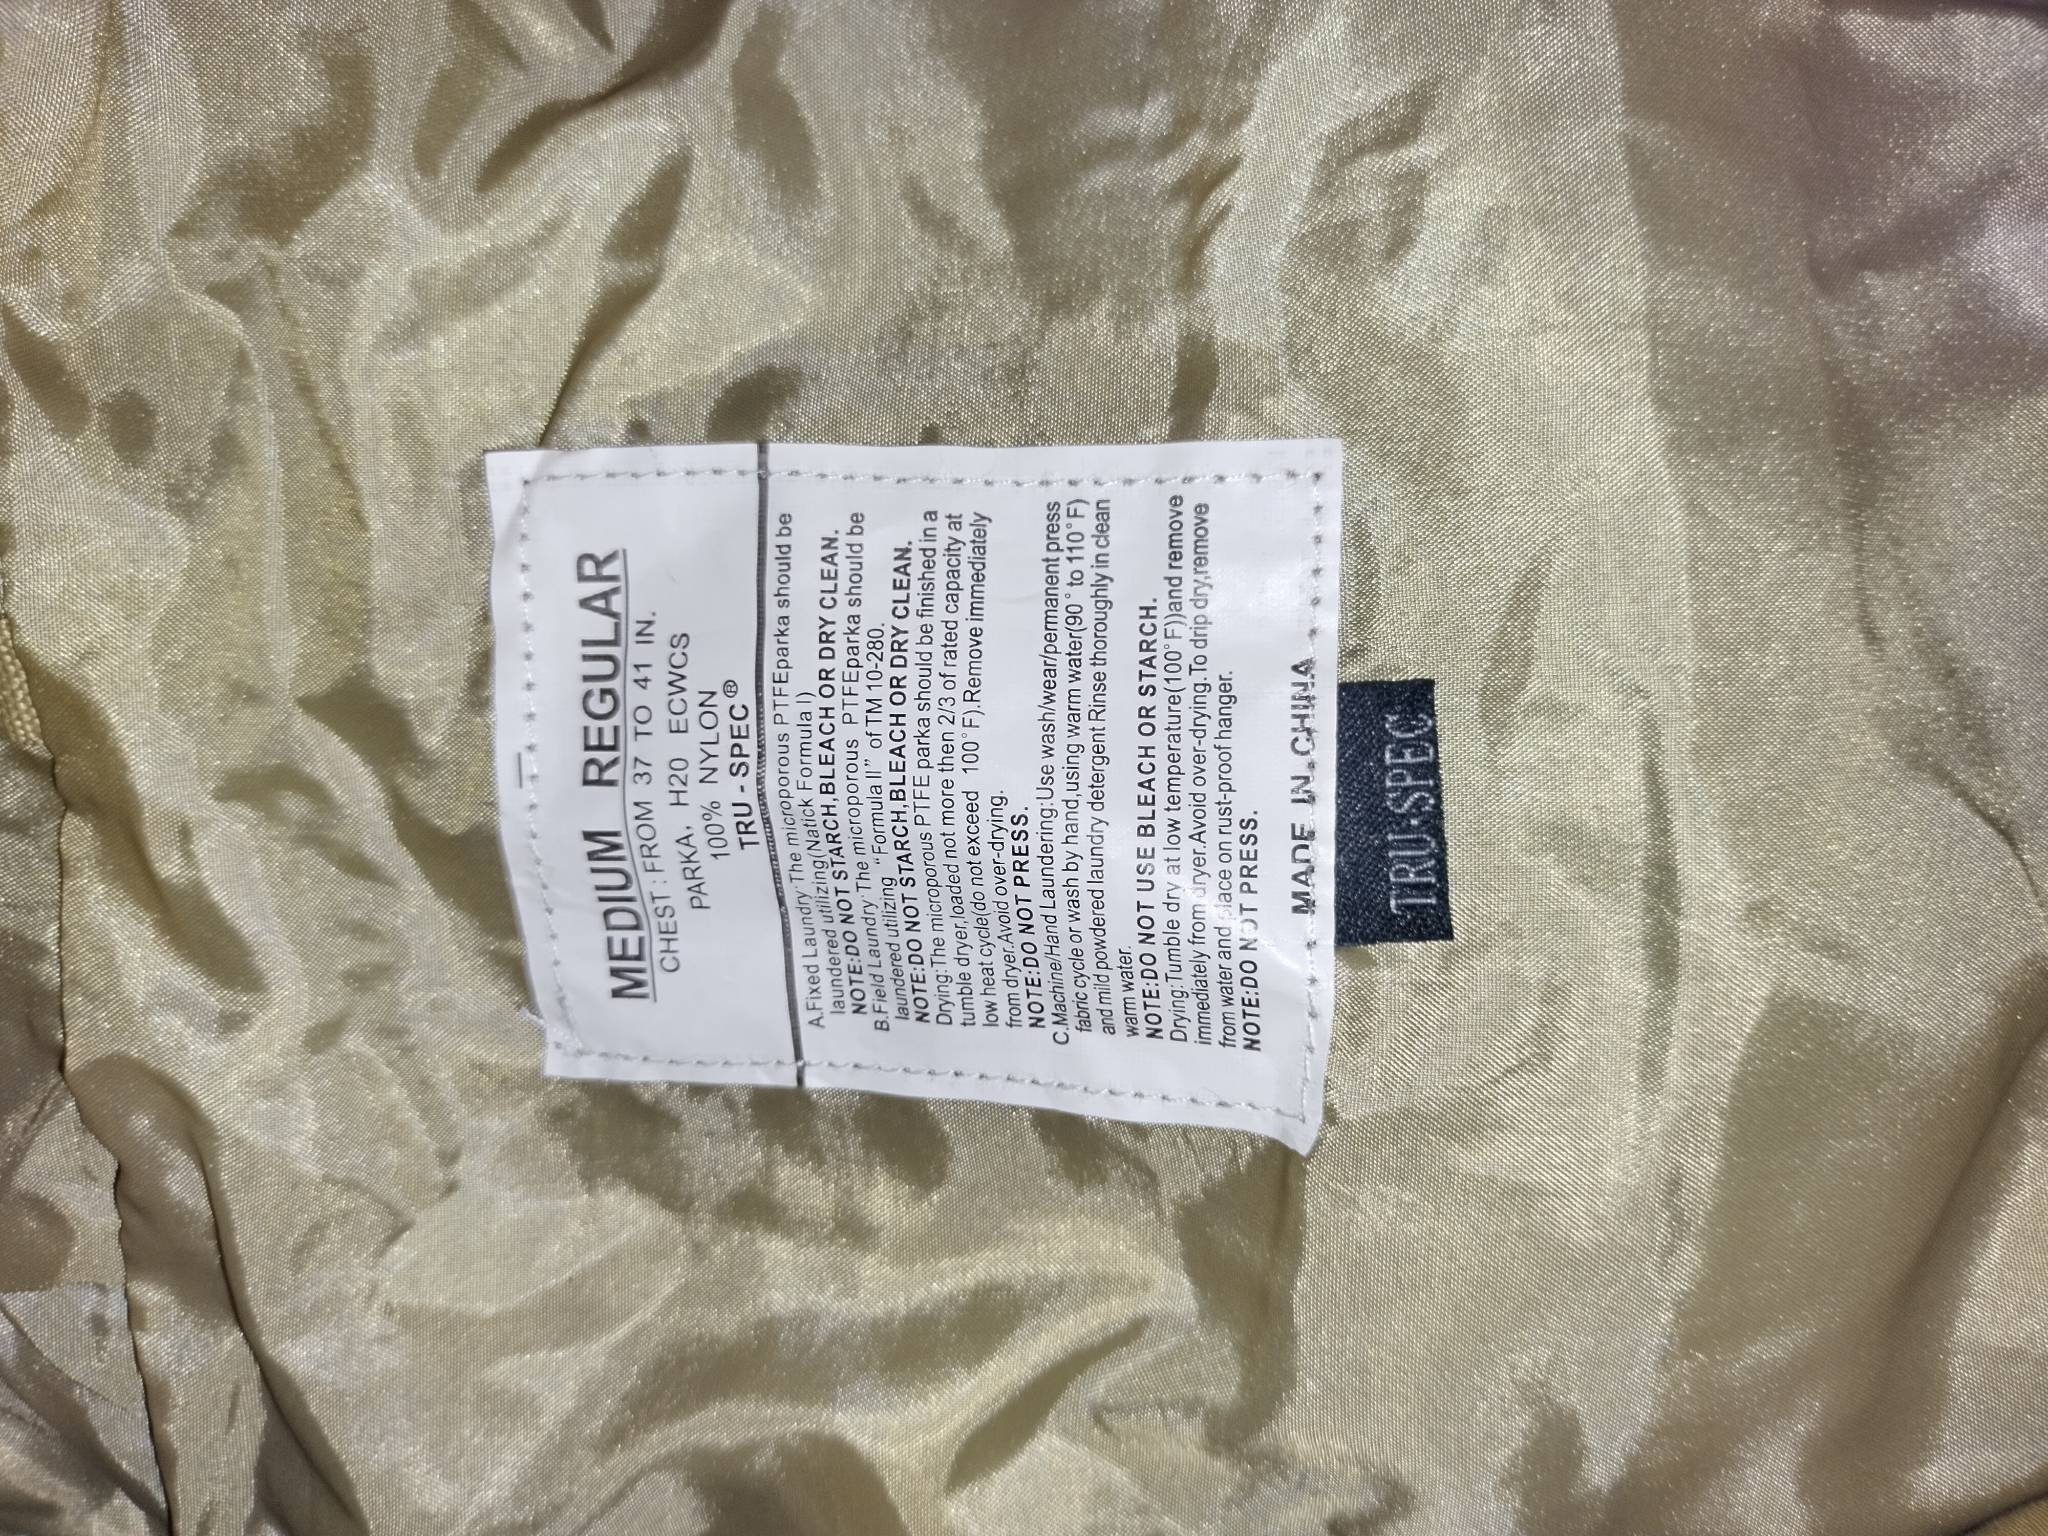 MEDIUM REGULAR
CHEST:FROM 37 TO 41 IN.
PARKA, H20 ECWCS
100% NYLON
TRU-SPEC®
A.Fixed Laundry:The microporous PTFEparka should be
laundered utilizing(Natick Formula I)
NOTE:DO NOT STARCH,BLEACH OR DRY CLEAN.
B.Field Laundry:The microporous PTFEparka should be
laundered utilizing "Formula II" of TM 10-280.
NOTE:DO NOT STARCH,BLEACH OR DRY CLEAN.
Drying:The microporous PTFE parka should be finished in a
tumble dryer,loaded not more then 2/3 of rated capacity at
low heat cycle(do not exceed 100°F).Remove immediately
from dryer.Avoid over-drying.
NOTE:DO NOT PRESS.
C.Machine/Hand Laundering:Use wash/wear/permanent press
fabric cycle or wash by hand,using warm water(90° to 110°F)
and mild powdered laundry detergent Rinse thoroughly in clean
warm water.
NOTE:DO NOT USE BLEACH OR STARCH.
Drying:Tumble dry at low temperature(100°F))and remove
immediately from dryer.Avoid over-drying.To drip dry,remove
from water and place on rust-proof hanger.
NOTE:DO NOT PRESS.
MADE IN CHINA
TRU-SPEC